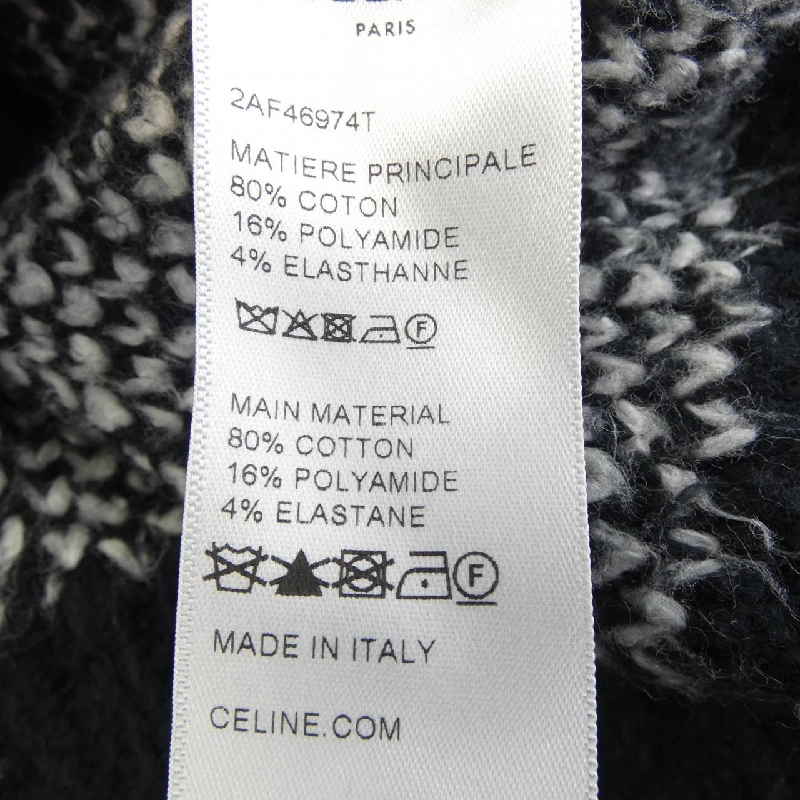 PARIS
2AF46974T
MATIERE PRINCIPALE
80% COTON
16% POLYAMIDE
4% ELASTHANNE
F
MAIN MATERIAL
80% COTTON
16% POLYAMIDE
4% ELASTANE
F
MADE IN ITALY
CELINE.COM